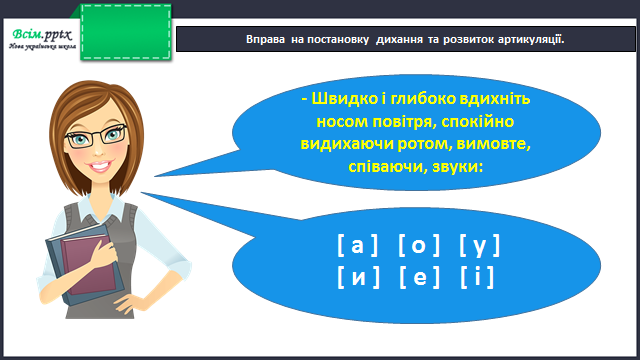 Всім.pptx
Нова українська школа
Вправа на постановку дихання та розвиток артикуляції.
- Швидко і глибоко вдихніть
носом повітря, спокійно
видихаючи ротом, вимовте,
співаючи, звуки:
[ а ] [ о ] [ у ]
[ и ] [ е ] [ і ]